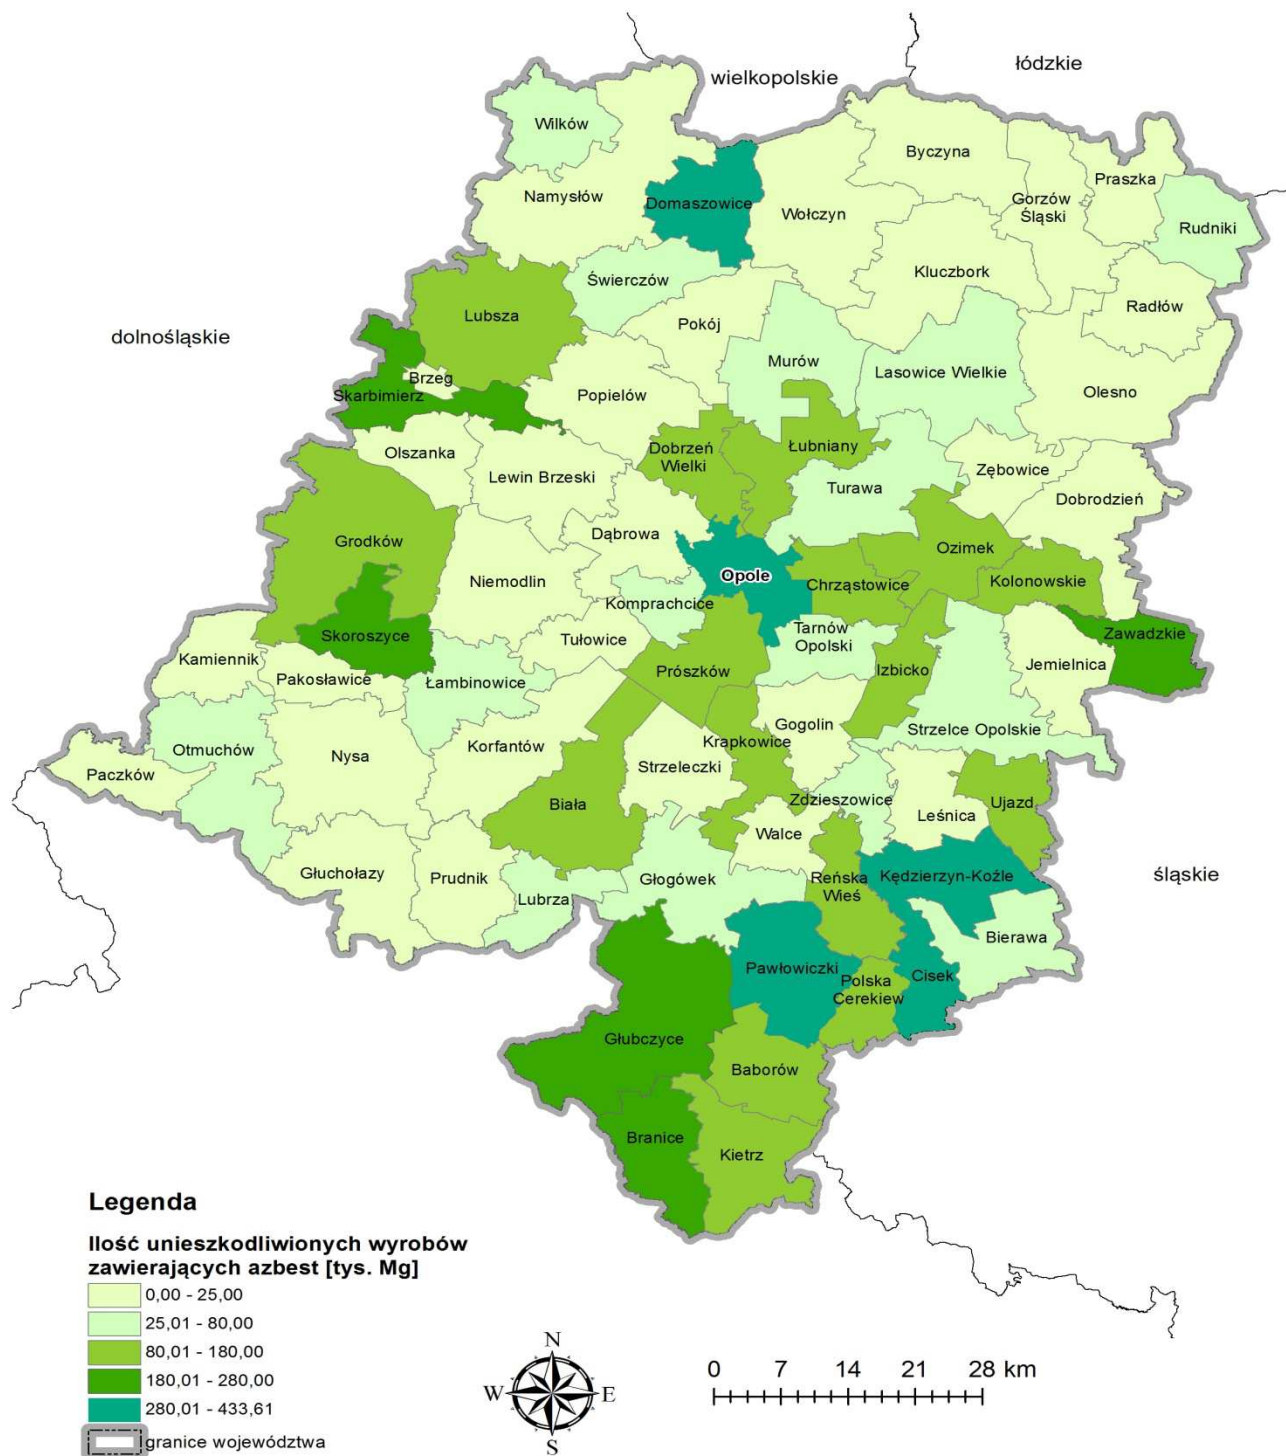 łódzkie
wielkopolskie
Wilków
Byczyna
Praszka
Namysłów
Domaszowice
Wołczyn
Gorzów
Śląski
Rudniki
Kluczbork
Świerczów
Radłów
Lubsza
Pokój
dolnośląskie
Murów
Lasowice Wielkie
Brzeg
Skarbimierz
Popielów
Olesno
Olszanka
Dobrzeń
Wielki
Łubniany
Lewin Brzeski
Zębowice
Turawa
Dobrodzień
Grodków
Dąbrowa
Ozimek
Niemodlin
Opole
Chrząstowice
Kolonowskie
Komprachcice
Skoroszyce
Tułowice
Tarnów
Opolski
Zawadzkie
Kamiennik
Pakosławice
Łambinowice
Prószków
Izbicko
Jemielnica
Gogolin
Strzelce Opolskie
Otmuchów
Nysa
Korfantów
Krapkowice
Strzeleczki
Paczków
Biała
Zdzieszowice
Ujazd
Leśnica
Walce
Głuchołazy
Prudnik
Lubrza
Głogówek
Reńska
Wieś
Kędzierzyn-Koźle
śląskie
Bierawa
Pawłowiczki
Polska
Cerekiew
Cisek
Głubczyce
Baborów
Branice
Kietrz
Legenda
Ilość unieszkodliwionych wyrobów
zawierających azbest [tys. Mg]
0,00 - 25,00
25,01 - 80,00
80,01 - 180,00
180,01 - 280,00
280,01 - 433,61
granice województwa
N
W E
S
0 7 14 21 28 km